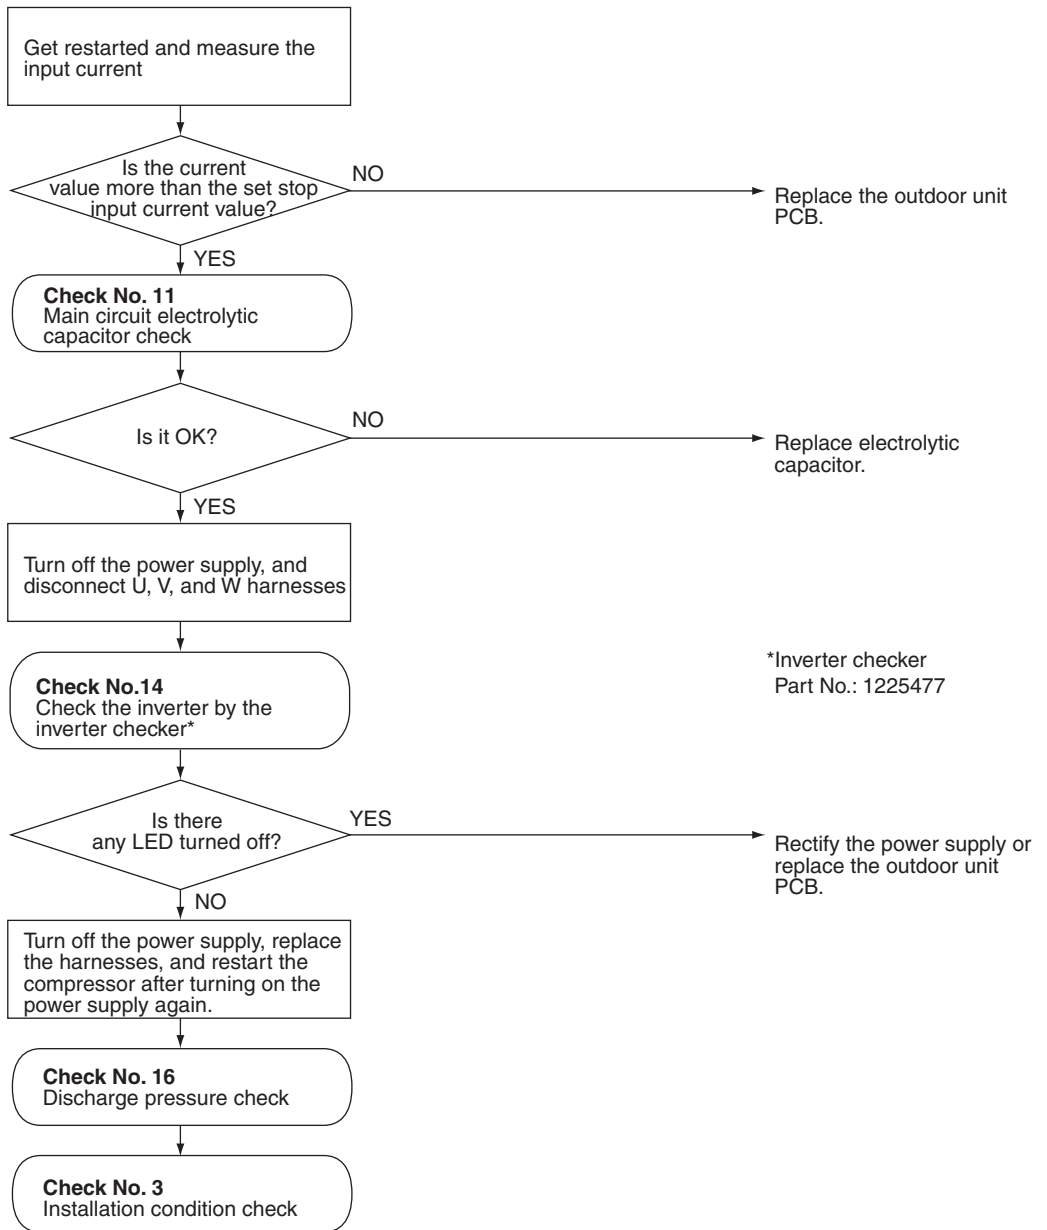 Get restarted and measure the
input current
Is the current
value more than the set stop
input current value?
NO
Replace the outdoor unit
PCB.
YES
Check No. 11
Main circuit electrolytic
capacitor check
Is it OK?
NO
Replace electrolytic
capacitor.
YES
Turn off the power supply, and
disconnect U, V, and W harnesses
*Inverter checker
Part No.: 1225477
Check No.14
Check the inverter by the
inverter checker*
Is there
any LED turned off?
YES
Rectify the power supply or
replace the outdoor unit
PCB.
NO
Turn off the power supply, replace
the harnesses, and restart the
compressor after turning on the
power supply again.
Check No. 16
Discharge pressure check
Check No. 3
Installation condition check